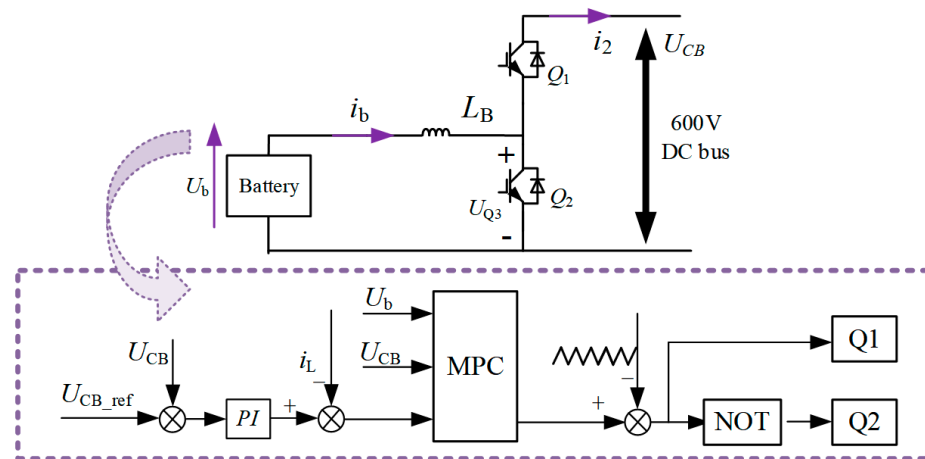 i2
UCB
Q1
ib
LB
600V
DC bus
+
Ub
Battery
UQ3
Q2
-
Ub
UCB
iL
−
UCB
MPC
−
Q1
UCB_ref
PI
+
+
NOT
Q2